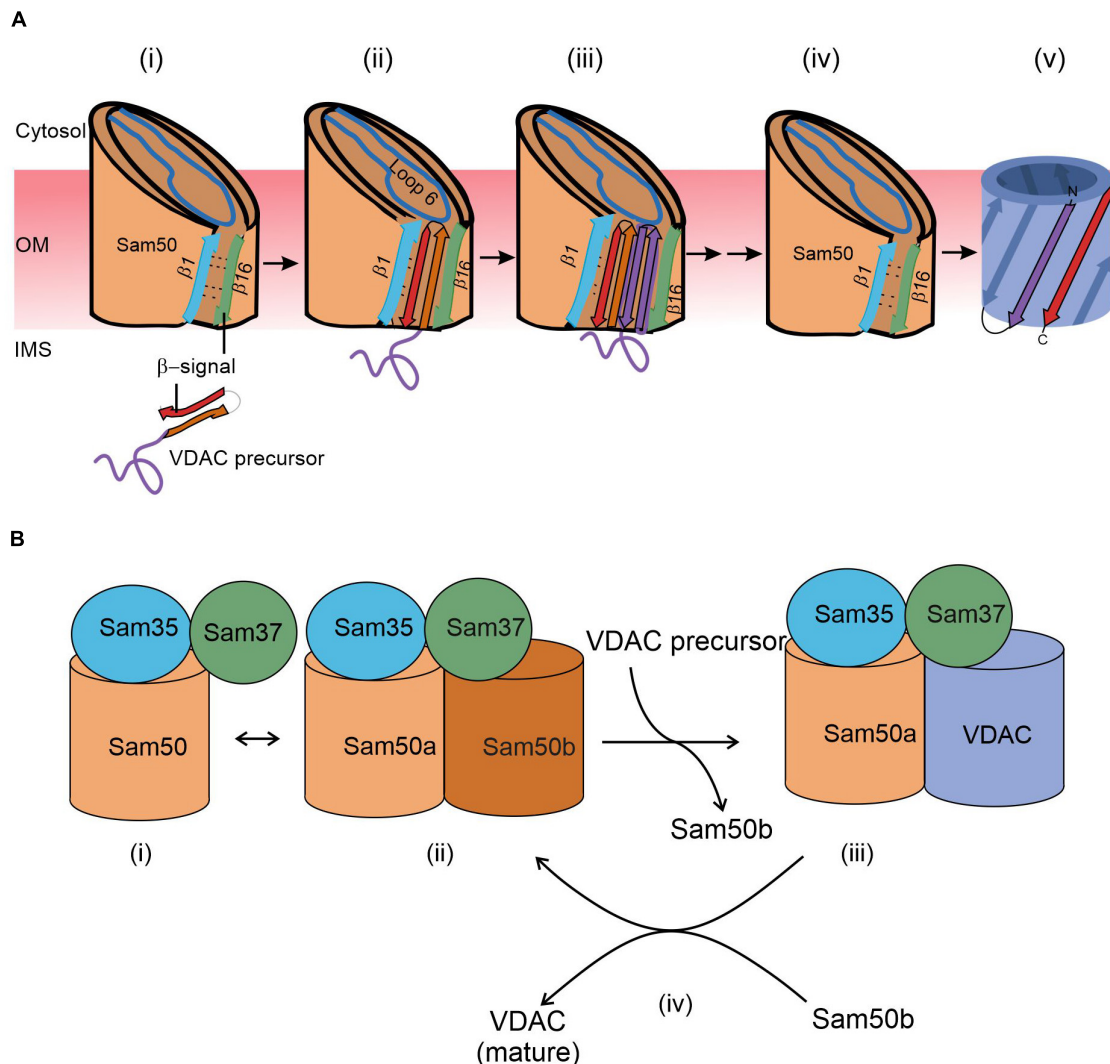 A
(i) (ii) (iii) (iv) (v)
Cytosol
OM
IMS
Sam50
β1
β16
β–signal
VDAC precursor
Loop 6
β1
β16
β1
β16
Sam50
β1
β16
N
C
B
Sam35 Sam37
Sam50
(i)
Sam35 Sam37
Sam50a Sam50b
(ii)
VDAC precursor
Sam50b
Sam35 Sam37
Sam50a VDAC
(iii)
(iv)
VDAC
(mature)
Sam50b